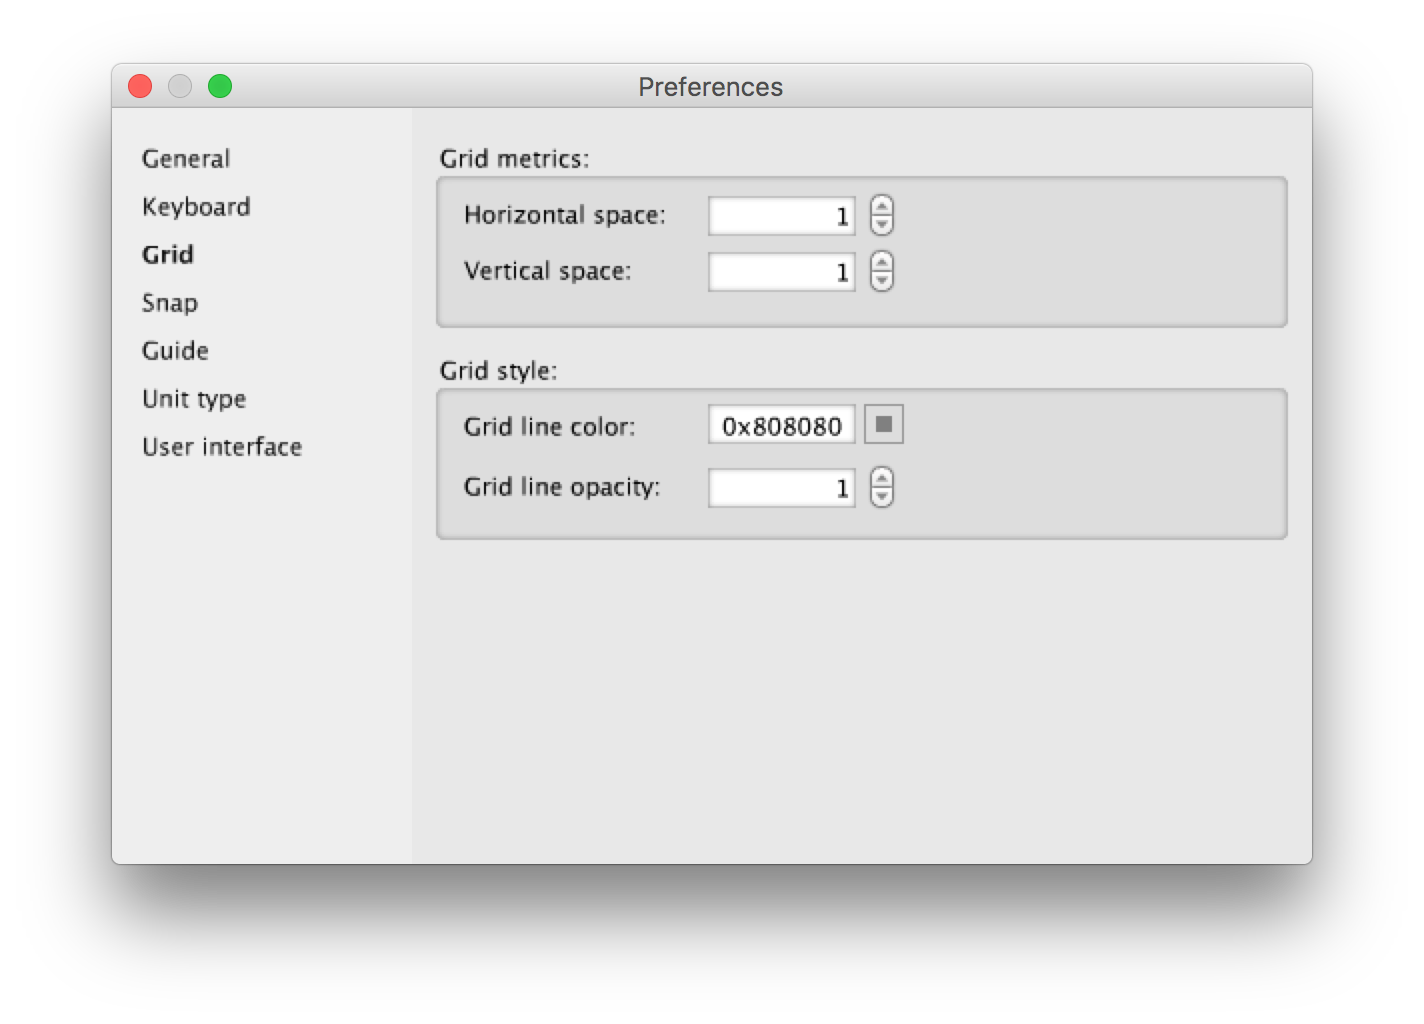 Preferences
General
Keyboard
Grid
Snap
Guide
Unit type
User interface
Grid metrics:
Horizontal space: 1
Vertical space: 1
Grid style:
Grid line color: 0x808080
Grid line opacity: 1